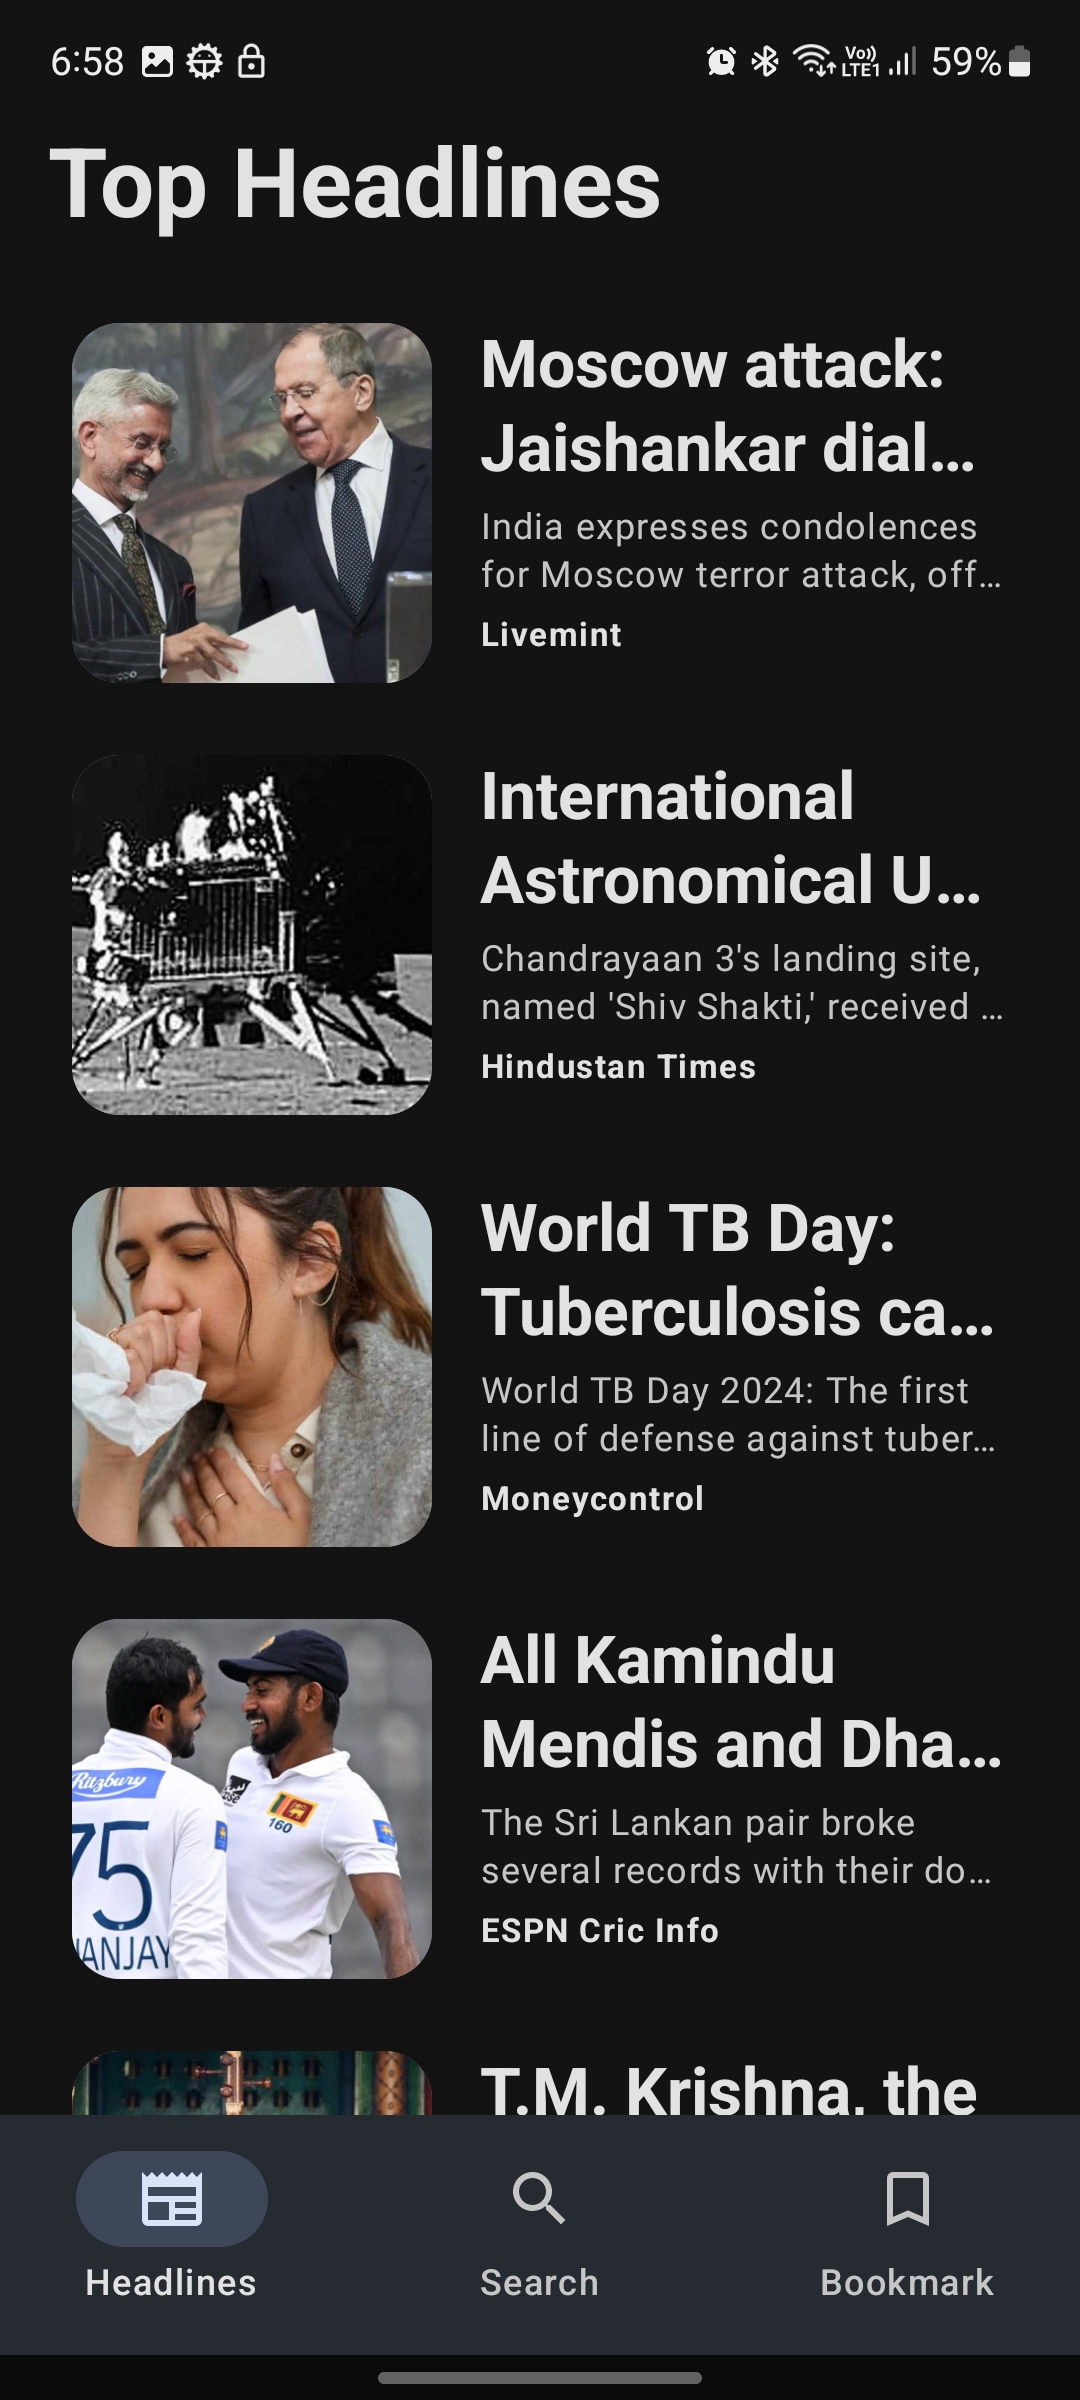 6:58
Vo))
LTE1
59%
Top Headlines
Moscow attack:
Jaishankar dial…
India expresses condolences
for Moscow terror attack, off…
Livemint
International
Astronomical U…
Chandrayaan 3's landing site,
named 'Shiv Shakti,' received …
Hindustan Times
World TB Day:
Tuberculosis ca…
World TB Day 2024: The first
line of defense against tuber…
Moneycontrol
Ritzbury
160
75
ANJAY
All Kamindu
Mendis and Dha…
The Sri Lankan pair broke
several records with their do…
ESPN Cric Info
T.M. Krishna, the
Headlines
Search
Bookmark